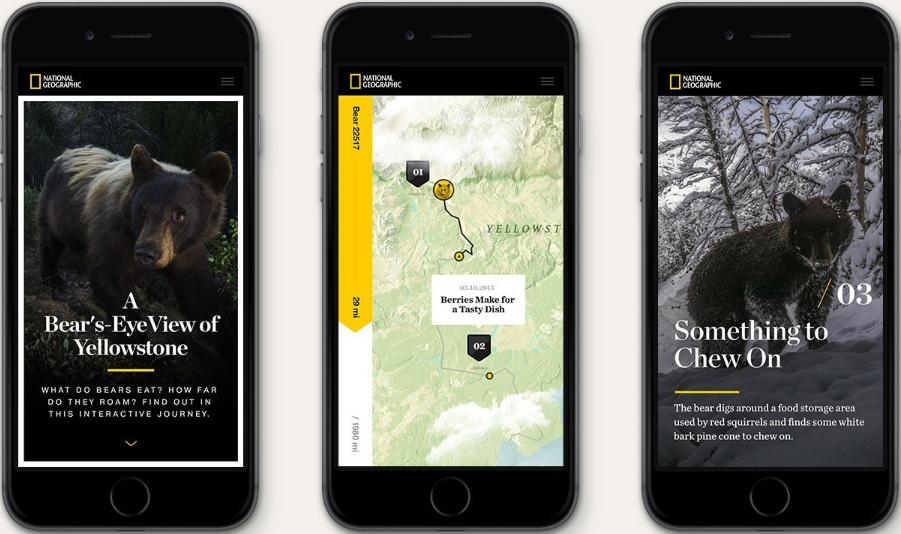 NATIONAL
GEOGRAPHIC
A
Bear's-Eye View of
Yellowstone
WHAT DO BEARS EAT? HOW FAR
DO THEY ROAM? FIND OUT IN
THIS INTERACTIVE JOURNEY.
NATIONAL
GEOGRAPHIC
Bear 22517
29 mi
/ 1980 mi
01
YELLOWST
05.10.2015
Berries Make for
a Tasty Dish
02
NATIONAL
GEOGRAPHIC
03
Something to
Chew On
The bear digs around a food storage area
used by red squirrels and finds some white
bark pine cone to chew on.